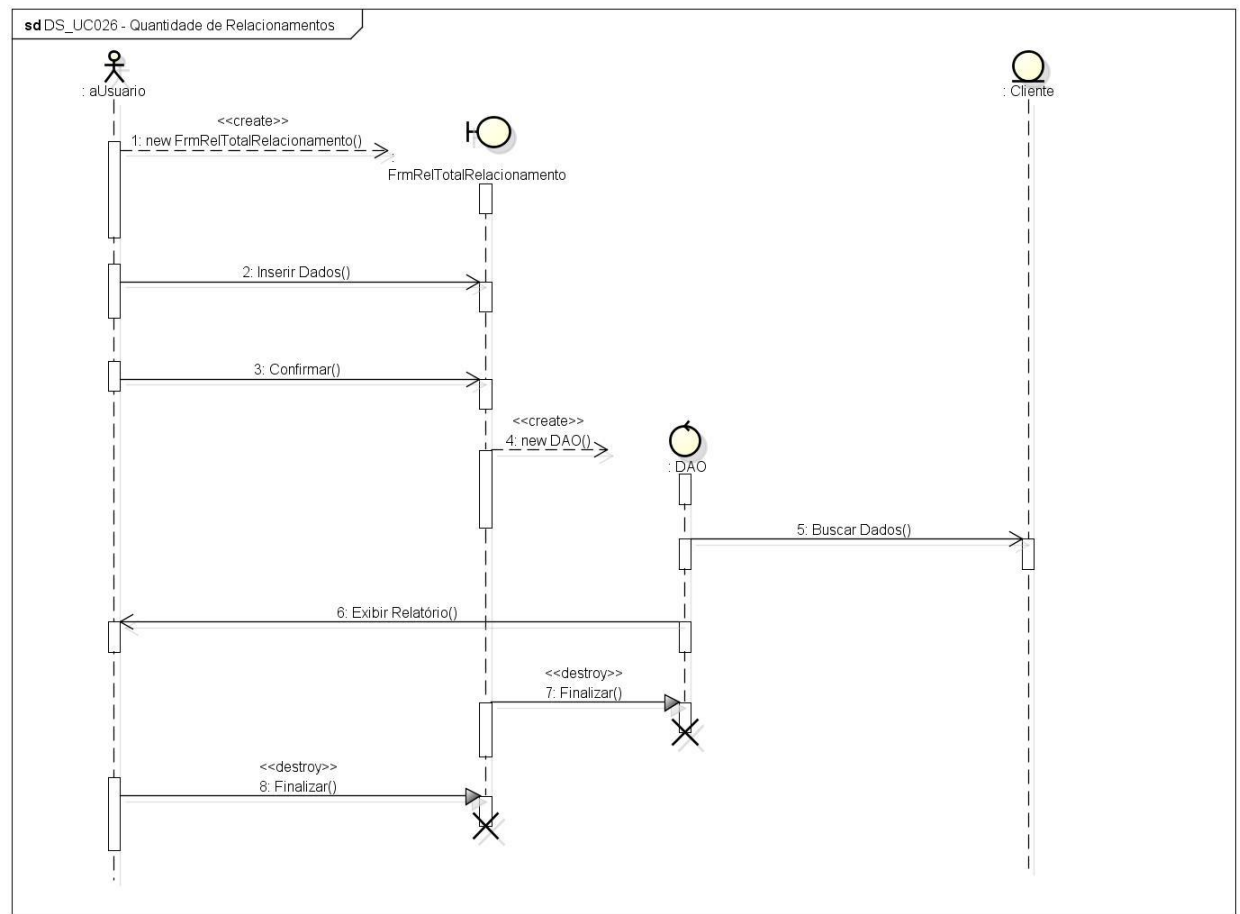 sd DS_UC026 - Quantidade de Relacionamentos
: aUsuário
: Cliente
<<create>>
1: new FrmRelTotalRelacionamento()
:
FrmRelTotalRelacionamento
2: Inserir Dados()
3: Confirmar()
<<create>>
4: new DAO()
: DAO
5: Buscar Dados()
6: Exibir Relatório()
<<destroy>>
7: Finalizar()
<<destroy>>
8: Finalizar()